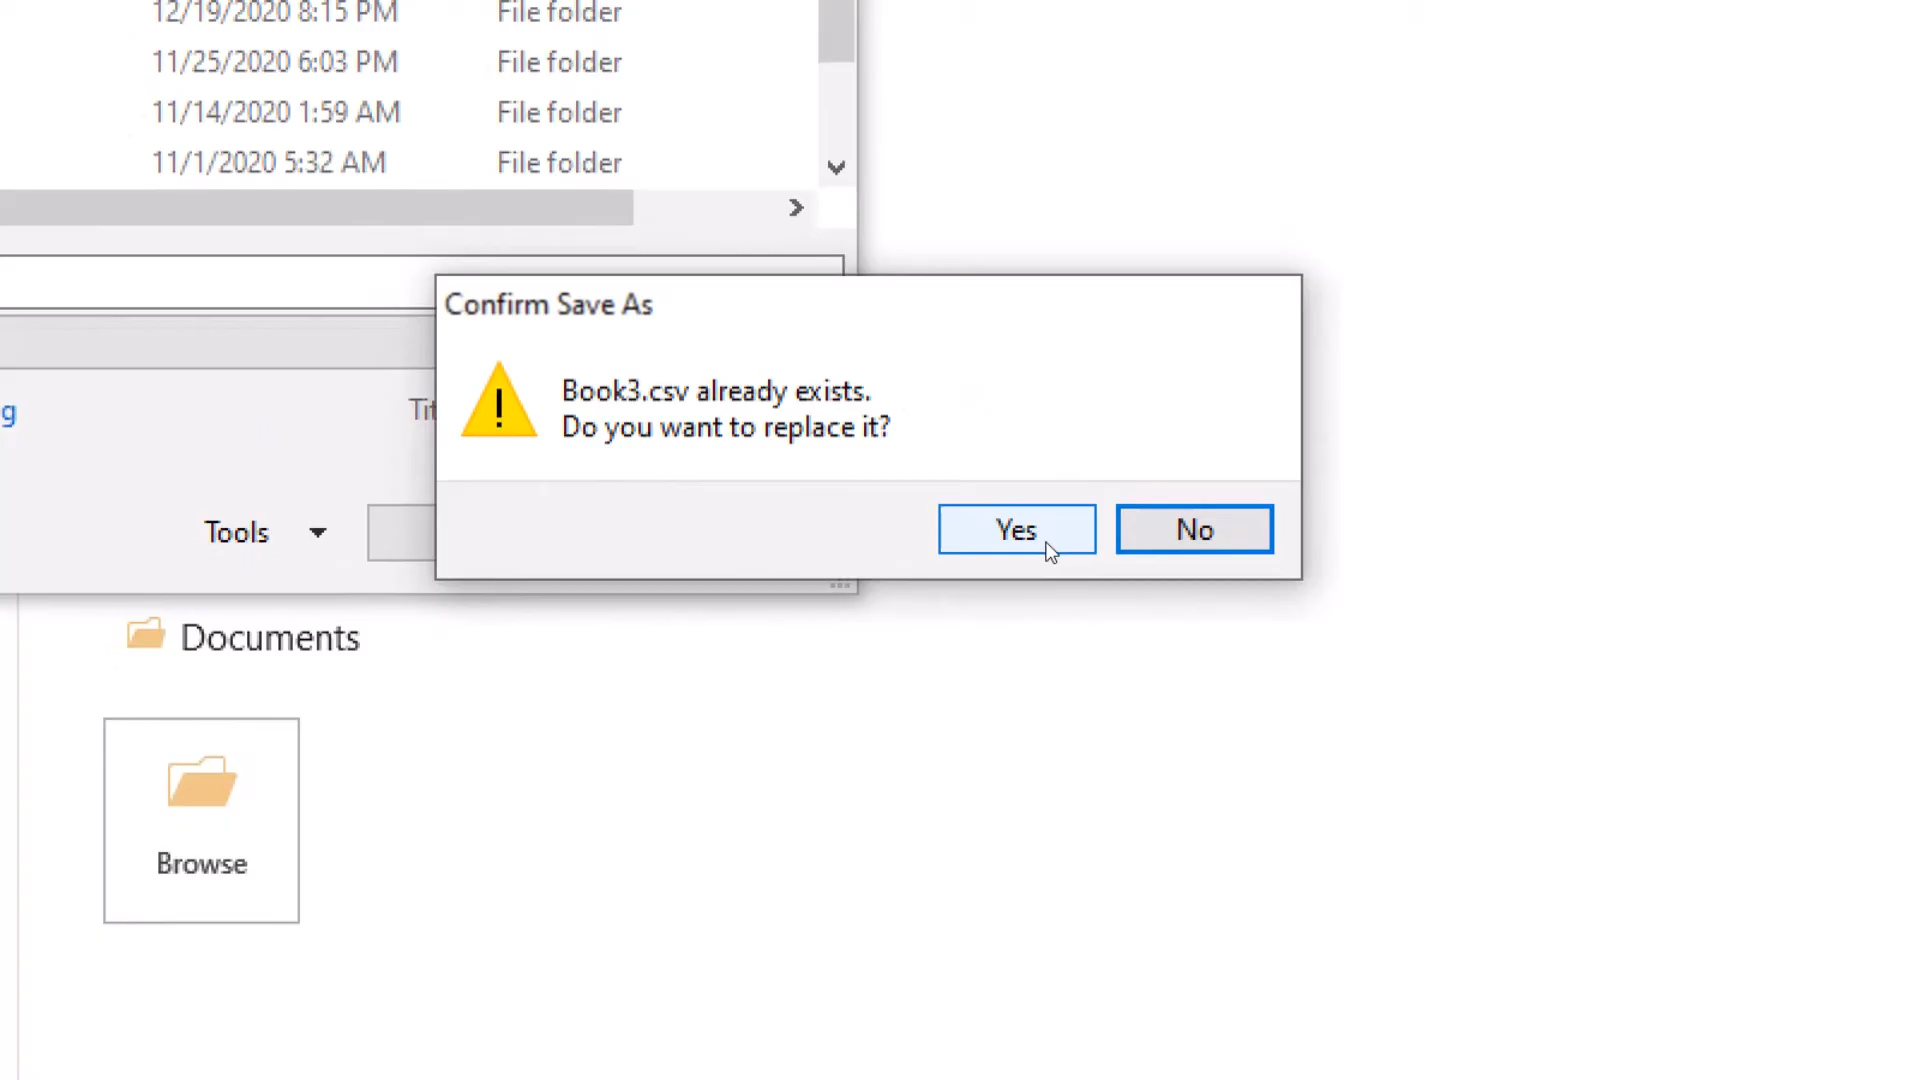 12/19/2020 8:15 PM File folder
11/25/2020 6:03 PM File folder
11/14/2020 1:59 AM File folder
11/1/2020 5:32 AM File folder
Confirm Save As
Book3.csv already exists.
Do you want to replace it?
g
Tit
Tools
Yes
No
Documents
Browse